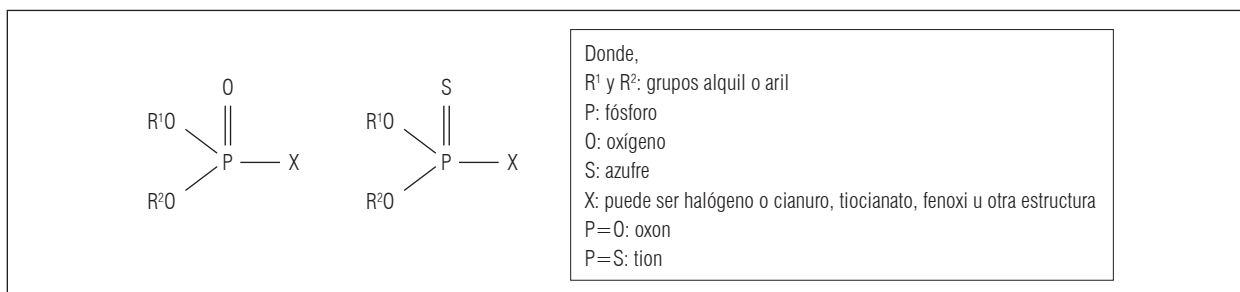 O
R¹O
P — X
R²O
S
R¹O
P — X
R²O
Donde,
R¹ y R²: grupos alquil o aril
P: fósforo
O: oxígeno
S: azufre
X: puede ser halógeno o cianuro, tiocianato, fenoxi u otra estructura
P=O: oxon
P=S: tion